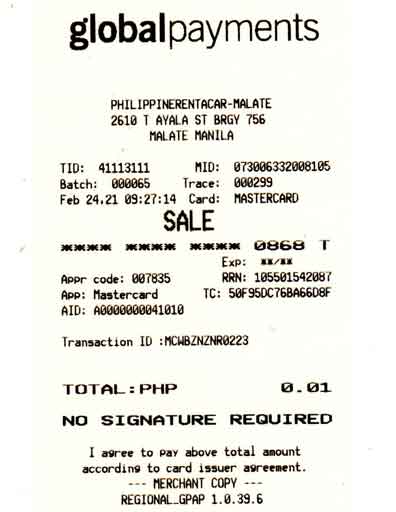 globalpayments
PHILIPPINERENTACAR-MALATE
2610 T AYALA ST BRGY 756
MALATE MANILA
TID: 41113111 MID: 073006332008105
Batch: 000065 Trace: 000299
Feb 24.21 09:27:14 Card: MASTERCARD
SALE
**** **** **** 0868 T
Exp: **/**
Appr code: 007835 RRN: 105501542087
App: Mastercard TC: 50F95DC76BA66D8F
AID: A0000000041010
Transaction ID :MCWBZNZNR0223
TOTAL:PHP 0.01
NO SIGNATURE REQUIRED
I agree to pay above total amount
according to card issuer agreement.
--- MERCHANT COPY ---
REGIONAL_GPAP 1.0.39.6